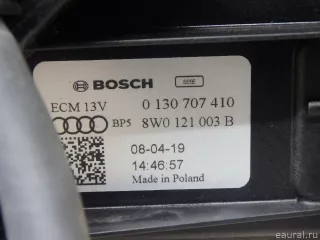 BOSCH
ECM 13V 0 130 707 410
BP5 8W0 121 003 B
08-04-19
14:46:57
Made in Poland
© eaural.ru